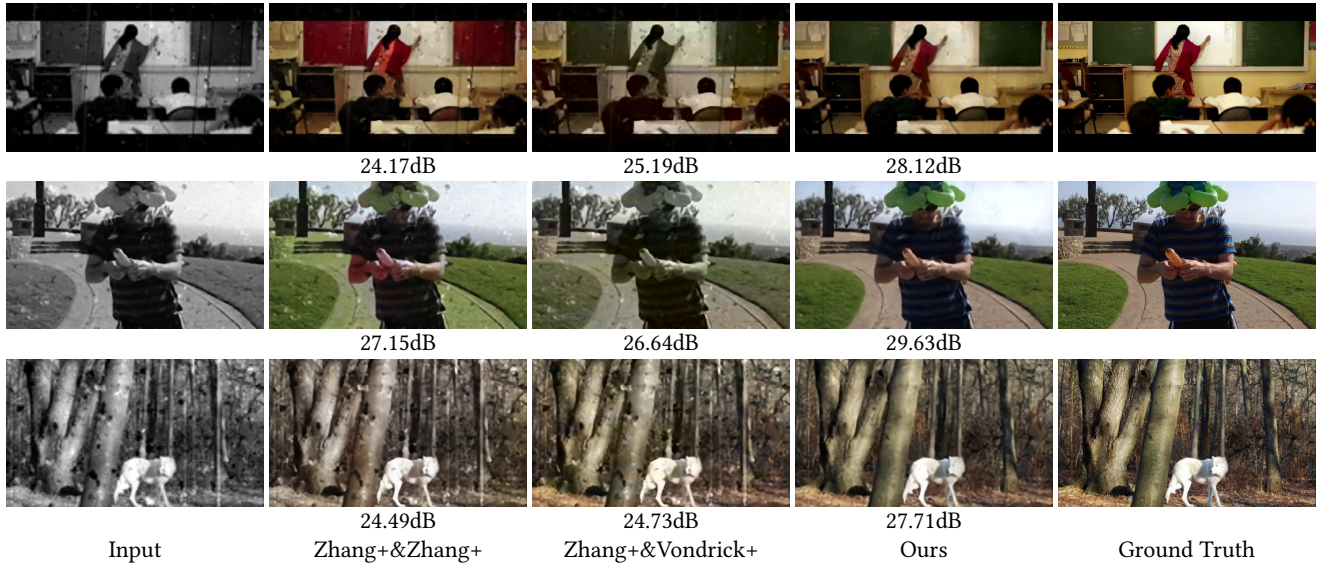 24.17dB 25.19dB 28.12dB
27.15dB 26.64dB 29.63dB
24.49dB 24.73dB 27.71dB
Input Zhang+&Zhang+ Zhang+&Vondrick+ Ours Ground Truth